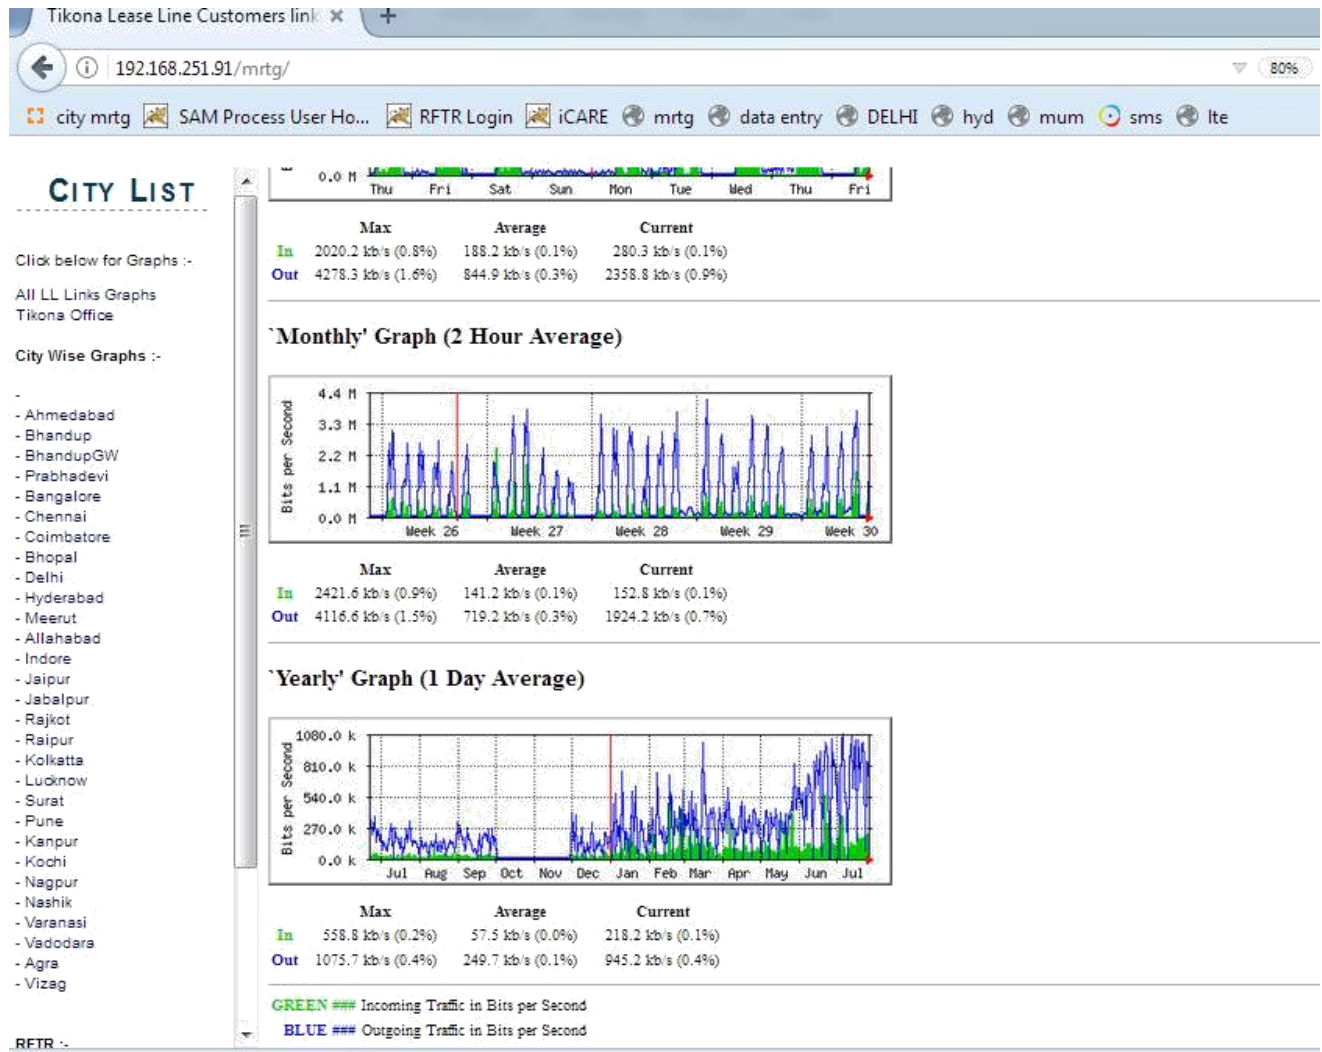 Tikona Lease Line Customers link
192.168.251.91/mrtg/
80%
city mrtg SAM Process User Ho... RFTR Login iCARE mrtg data entry DELHI hyd mum sms lte
CITY LIST
Click below for Graphs :-
All LL Links Graphs
Tikona Office
City Wise Graphs :-
-
- Ahmedabad
- Bhandup
- BhandupGW
- Prabhadevi
- Bangalore
- Chennai
- Coimbatore
- Bhopal
- Delhi
- Hyderabad
- Meerut
- Allahabad
- Indore
- Jaipur
- Jabalpur
- Rajkot
- Raipur
- Kolkatta
- Lucknow
- Surat
- Pune
- Kanpur
- Kochi
- Nagpur
- Nashik
- Varanasi
- Vadodara
- Agra
- Vizag
RFTR :-
0.0 M
Thu Fri Sat Sun Mon Tue Wed Thu Fri
Max Average Current
In 2020.2 kb/s (0.8%) 188.2 kb/s (0.1%) 280.3 kb/s (0.1%)
Out 4278.3 kb/s (1.6%) 844.9 kb/s (0.3%) 2358.8 kb/s (0.9%)
`Monthly' Graph (2 Hour Average)
Bits per Second
4.4 M
3.3 M
2.2 M
1.1 M
0.0 M
Week 26 Week 27 Week 28 Week 29 Week 30
Max Average Current
In 2421.6 kb/s (0.9%) 141.2 kb/s (0.1%) 152.8 kb/s (0.1%)
Out 4116.6 kb/s (1.5%) 719.2 kb/s (0.3%) 1924.2 kb/s (0.7%)
`Yearly' Graph (1 Day Average)
Bits per Second
1080.0 k
810.0 k
540.0 k
270.0 k
0.0 k
Jul Aug Sep Oct Nov Dec Jan Feb Mar Apr May Jun Jul
Max Average Current
In 558.8 kb/s (0.2%) 57.5 kb/s (0.0%) 218.2 kb/s (0.1%)
Out 1075.7 kb/s (0.4%) 249.7 kb/s (0.1%) 945.2 kb/s (0.4%)
GREEN ### Incoming Traffic in Bits per Second
BLUE ### Outgoing Traffic in Bits per Second